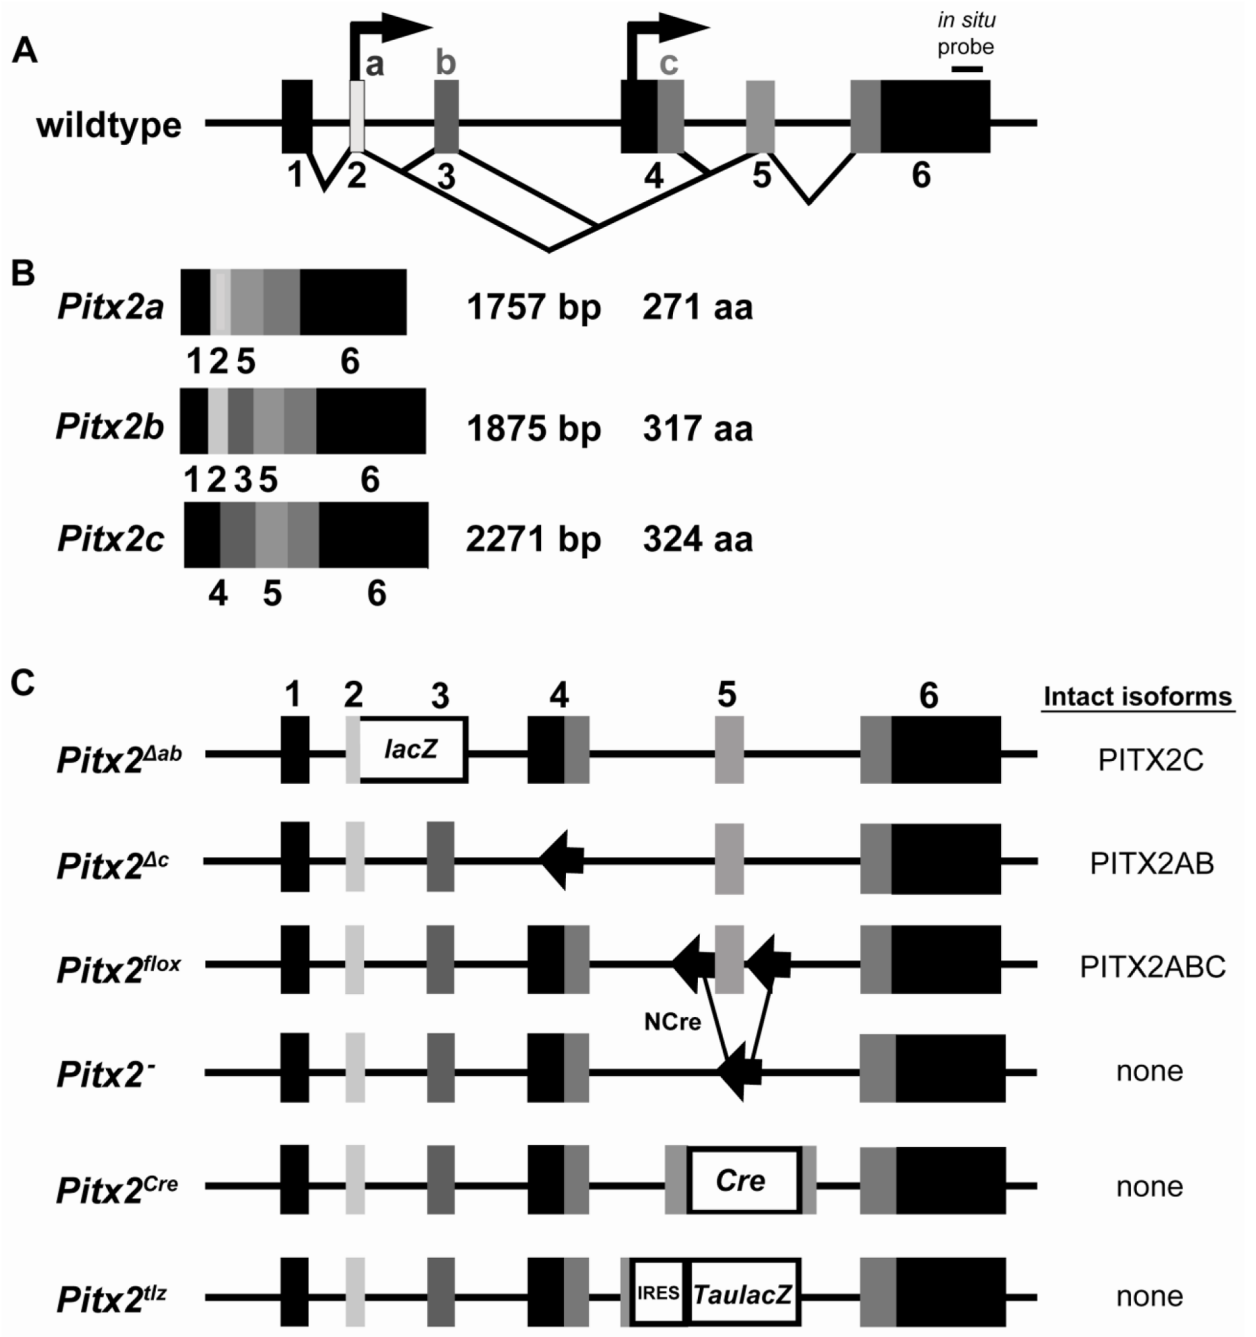 A
in situ
probe
a
b
c
wildtype
1
2
3
4
5
6
B
Pitx2a
1757 bp
271 aa
1 2 5 6
Pitx2b
1875 bp
317 aa
1 2 3 5 6
Pitx2c
2271 bp
324 aa
4 5 6
C
1 2 3 4 5 6
Intact isoforms
Pitx2Δab
lacZ
PITX2C
Pitx2Δc
PITX2AB
Pitx2flox
PITX2ABC
NCre
Pitx2-
none
Pitx2Cre
Cre
none
Pitx2tlz
IRES
TaulacZ
none